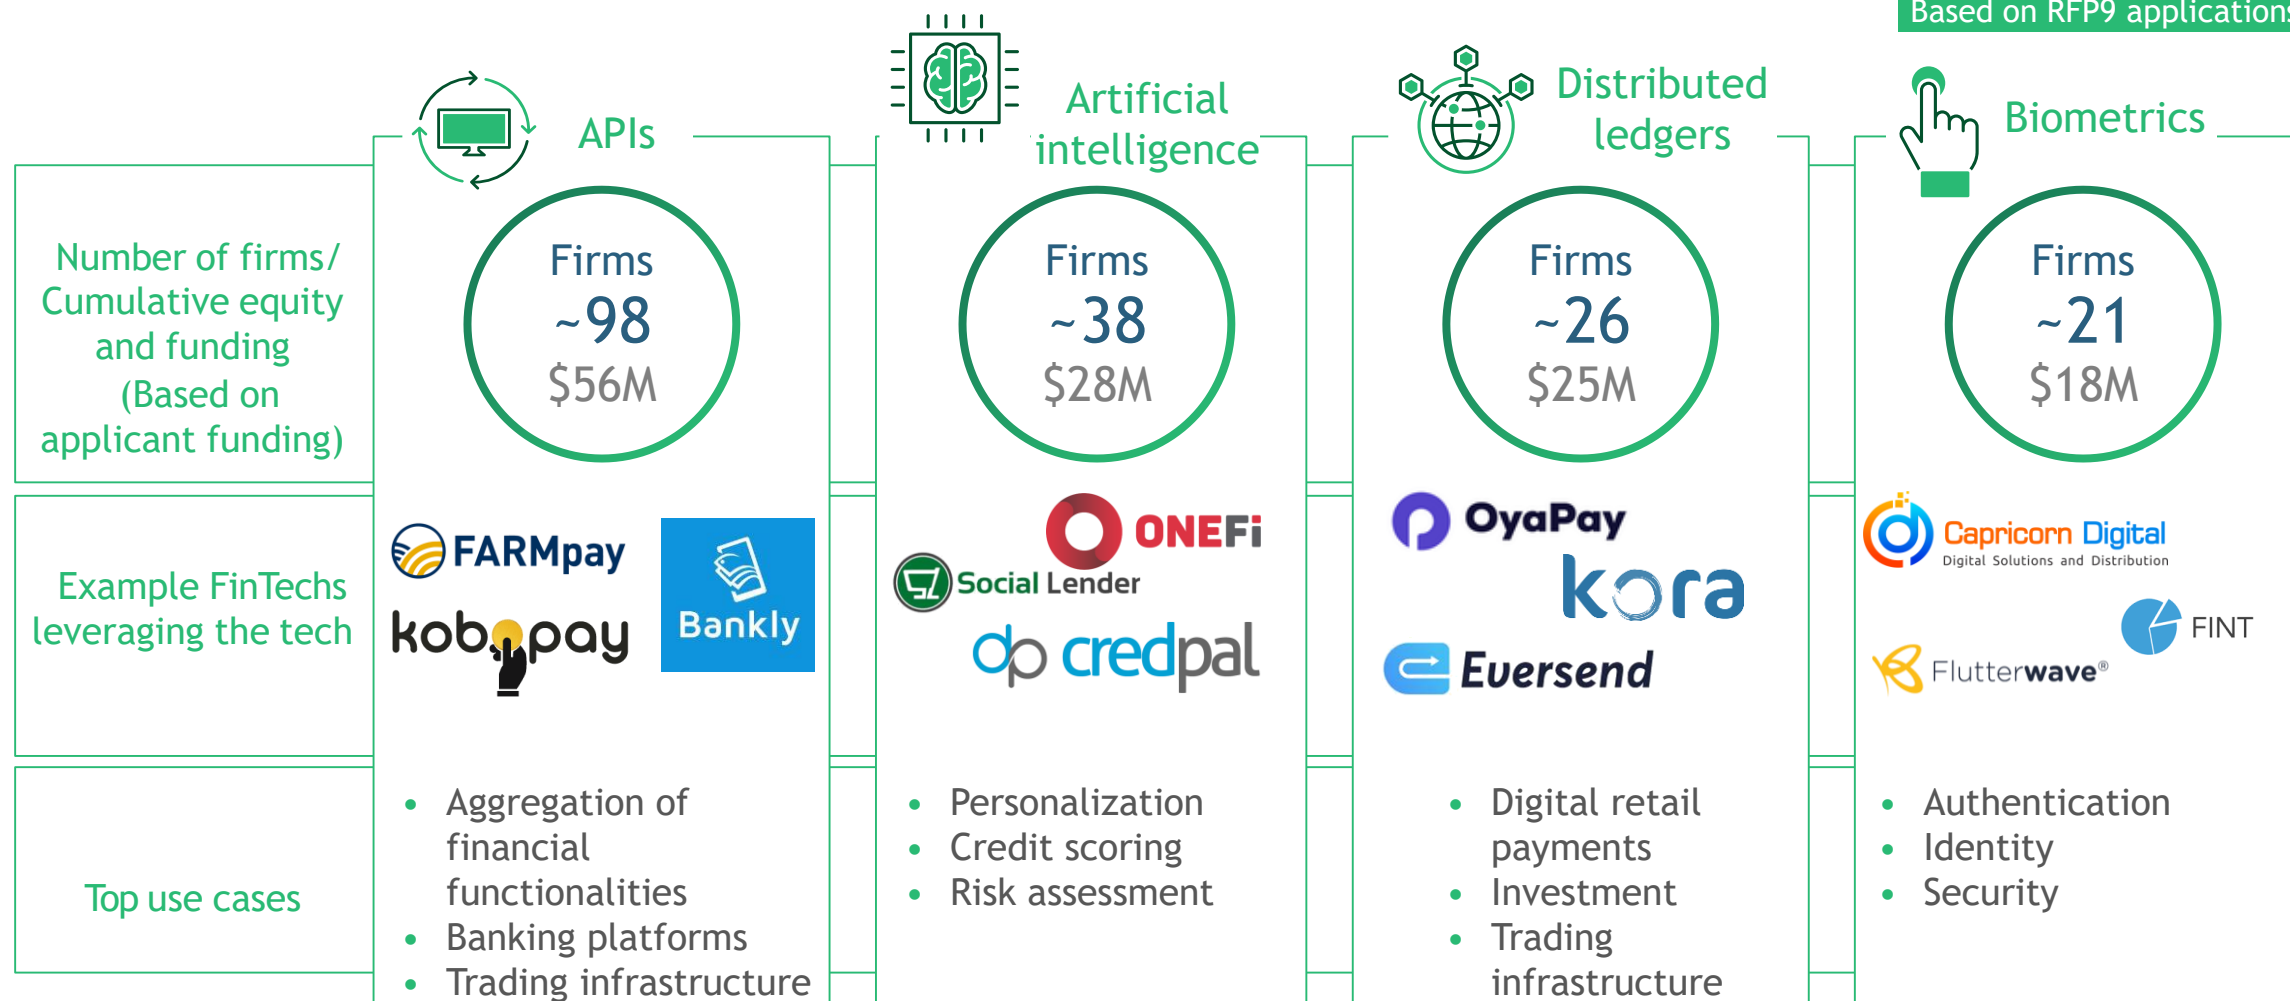 Based on RFP9 applications
APIs
Artificial
intelligence
Distributed
ledgers
Biometrics
Number of firms/
Cumulative equity
and funding
(Based on
applicant funding)
Firms
~98
$56M
Firms
~38
$28M
Firms
~26
$25M
Firms
~21
$18M
Example FinTechs
leveraging the tech
FARMpay
kobopay
Bankly
ONEFi
Social Lender
credpal
OyaPay
kora
Eversend
Capricorn Digital
Digital Solutions and Distribution
FINT
Flutterwave®
Top use cases
• Aggregation of
financial
functionalities
• Banking platforms
• Trading infrastructure
• Personalization
• Credit scoring
• Risk assessment
• Digital retail
payments
• Investment
• Trading
infrastructure
• Authentication
• Identity
• Security